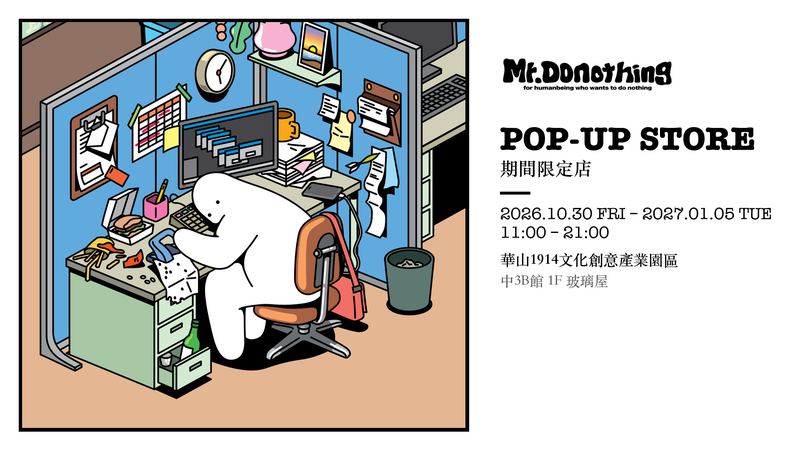 Mr.Donothing
for humanbeing who wants to do nothing
POP-UP STORE
期間限定店
2026.10.30 FRI – 2027.01.05 TUE
11:00 – 21:00
華山1914文化創意產業園區
中3B館 1F 玻璃屋